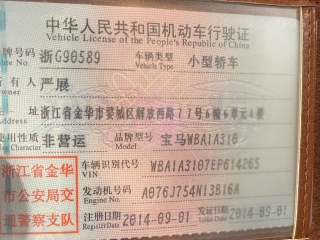 中华人民共和国机动车行驶证
Vehicle License of the People's Republic of China
牌号码 浙G90589 车辆类型 小型轿车
Vehicle Type
有人 严展
址 浙江省金华市婺城区解放西路77号6幢6单元4楼
使用性质 非营运 品牌型号 宝马WBA1A310
浙江省金华
市公安局交
通警察支队
车辆识别代号 WBA1A3107EP614265
VIN
发动机号码 A076J754N13B16A
Engine No.
注册日期 2014-09-01 发证日期 2014-09-01
Register Date